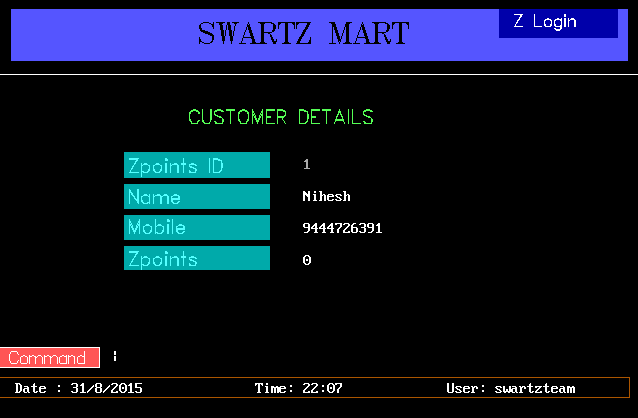 SWARTZ MART
Z Login
CUSTOMER DETAILS
Zpoints ID 1
Name Nihesh
Mobile 9444726391
Zpoints 0
Command
Date : 31/8/2015 Time: 22:07 User: swartzteam